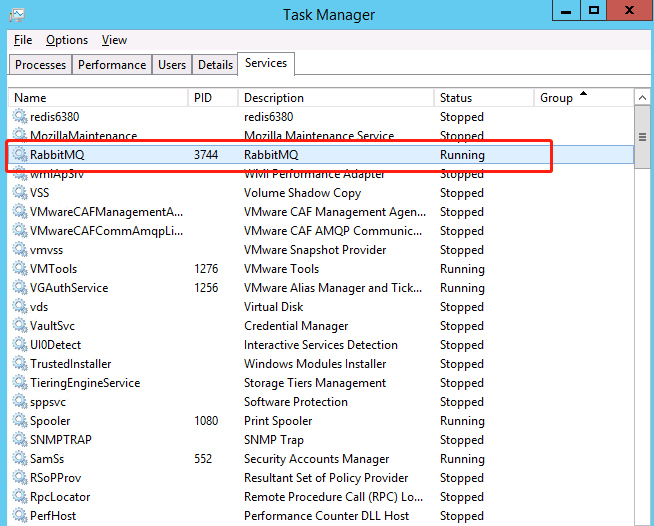 Task Manager
File Options View
Processes Performance Users Details Services
Name PID Description Status Group
redis6380 redis6380 Stopped
MozillaMaintenance Mozilla Maintenance Service Stopped
RabbitMQ 3744 RabbitMQ Running
wmiApSrv WMI Performance Adapter Stopped
VSS Volume Shadow Copy Stopped
VMwareCAFManagementA... VMware CAF Management Agen... Stopped
VMwareCAFCommAmqpLi... VMware CAF AMQP Communic... Stopped
vmvss VMware Snapshot Provider Stopped
VMTools 1276 VMware Tools Running
VGAuthService 1256 VMware Alias Manager and Tick... Running
vds Virtual Disk Stopped
VaultSvc Credential Manager Stopped
UI0Detect Interactive Services Detection Stopped
TrustedInstaller Windows Modules Installer Stopped
TieringEngineService Storage Tiers Management Stopped
sppsvc Software Protection Stopped
Spooler 1080 Print Spooler Running
SNMPTRAP SNMP Trap Stopped
SamSs 552 Security Accounts Manager Running
RSoPProv Resultant Set of Policy Provider Stopped
RpcLocator Remote Procedure Call (RPC) Lo... Stopped
PerfHost Performance Counter DLL Host Stopped